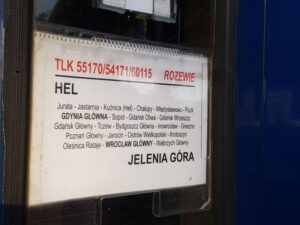 TLK 55170/54171/60115 ROZEWIE
HEL
Jurata - Jastarnia - Kuźnica (Hel) - Chałupy - Władysławowo - Puck
GDYNIA GŁÓWNA - Sopot - Gdańsk Oliwa - Gdańsk Wrzeszcz
Gdańsk Główny - Tczew - Bydgoszcz Główna - Inowrocław - Gniezno
Poznań Główny - Jarocin - Ostrów Wielkopolski - Krotoszyn
Oleśnica Rataje - WROCŁAW GŁÓWNY - Wałbrzych Główny
JELENIA GÓRA